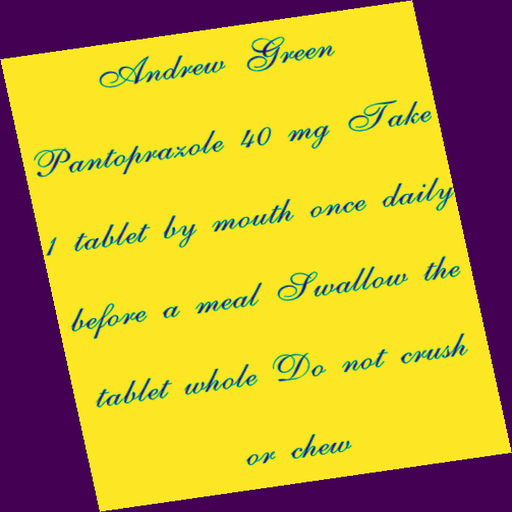 Andrew Green
Pantoprazole 40 mg Take
1 tablet by mouth once daily
before a meal Swallow the
tablet whole Do not crush
or chew